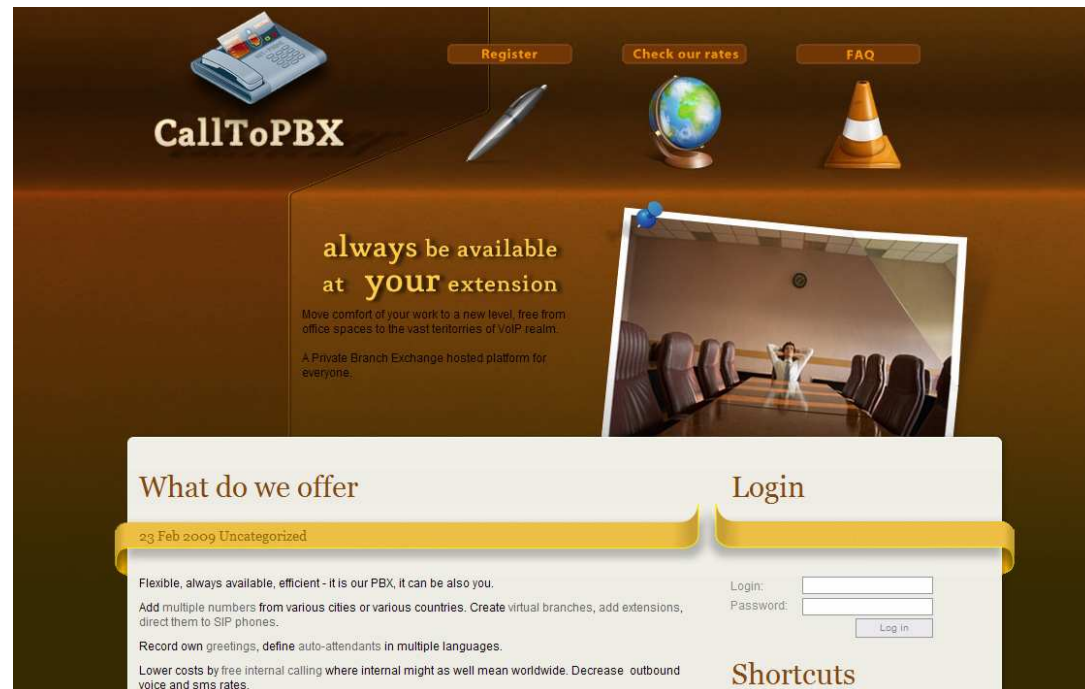 Register
Check our rates
FAQ
CallToPBX
always be available
at your extension
Move comfort of your work to a new level, free from
office spaces to the vast teritorries of VoIP realm.
A Private Branch Exchange hosted platform for
everyone.
What do we offer
23 Feb 2009 Uncategorized
Flexible, always available, efficient - it is our PBX, it can be also you.
Add multiple numbers from various cities or various countries. Create virtual branches, add extensions,
direct them to SIP phones.
Record own greetings, define auto-attendants in multiple languages.
Lower costs by free internal calling where internal might as well mean worldwide. Decrease outbound
voice and sms rates.
Login
Login:
Password:
Log in
Shortcuts